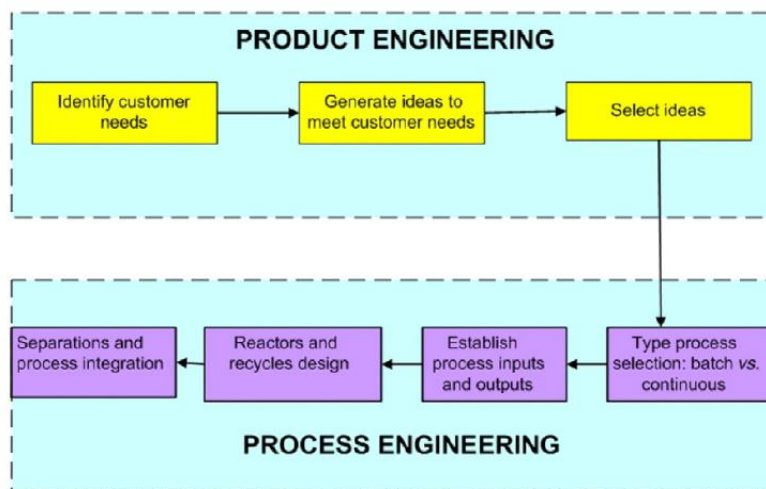 PRODUCT ENGINEERING
Identify customer
needs
Generate ideas to
meet customer needs
Select ideas
Separations and
process integration
Reactors and
recycles design
Establish
process inputs
and outputs
Type process
selection: batch vs.
continuous
PROCESS ENGINEERING